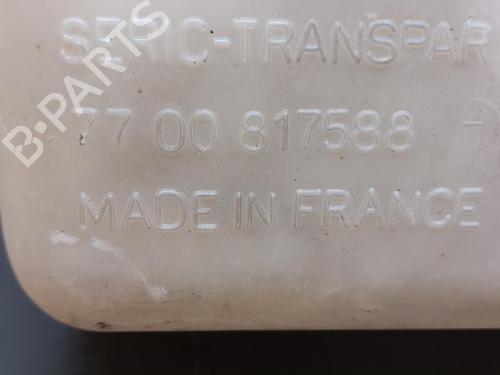 SERIC-TRANSPAR
77 00 817588 H
MADE IN FRANCE
B-PARTS